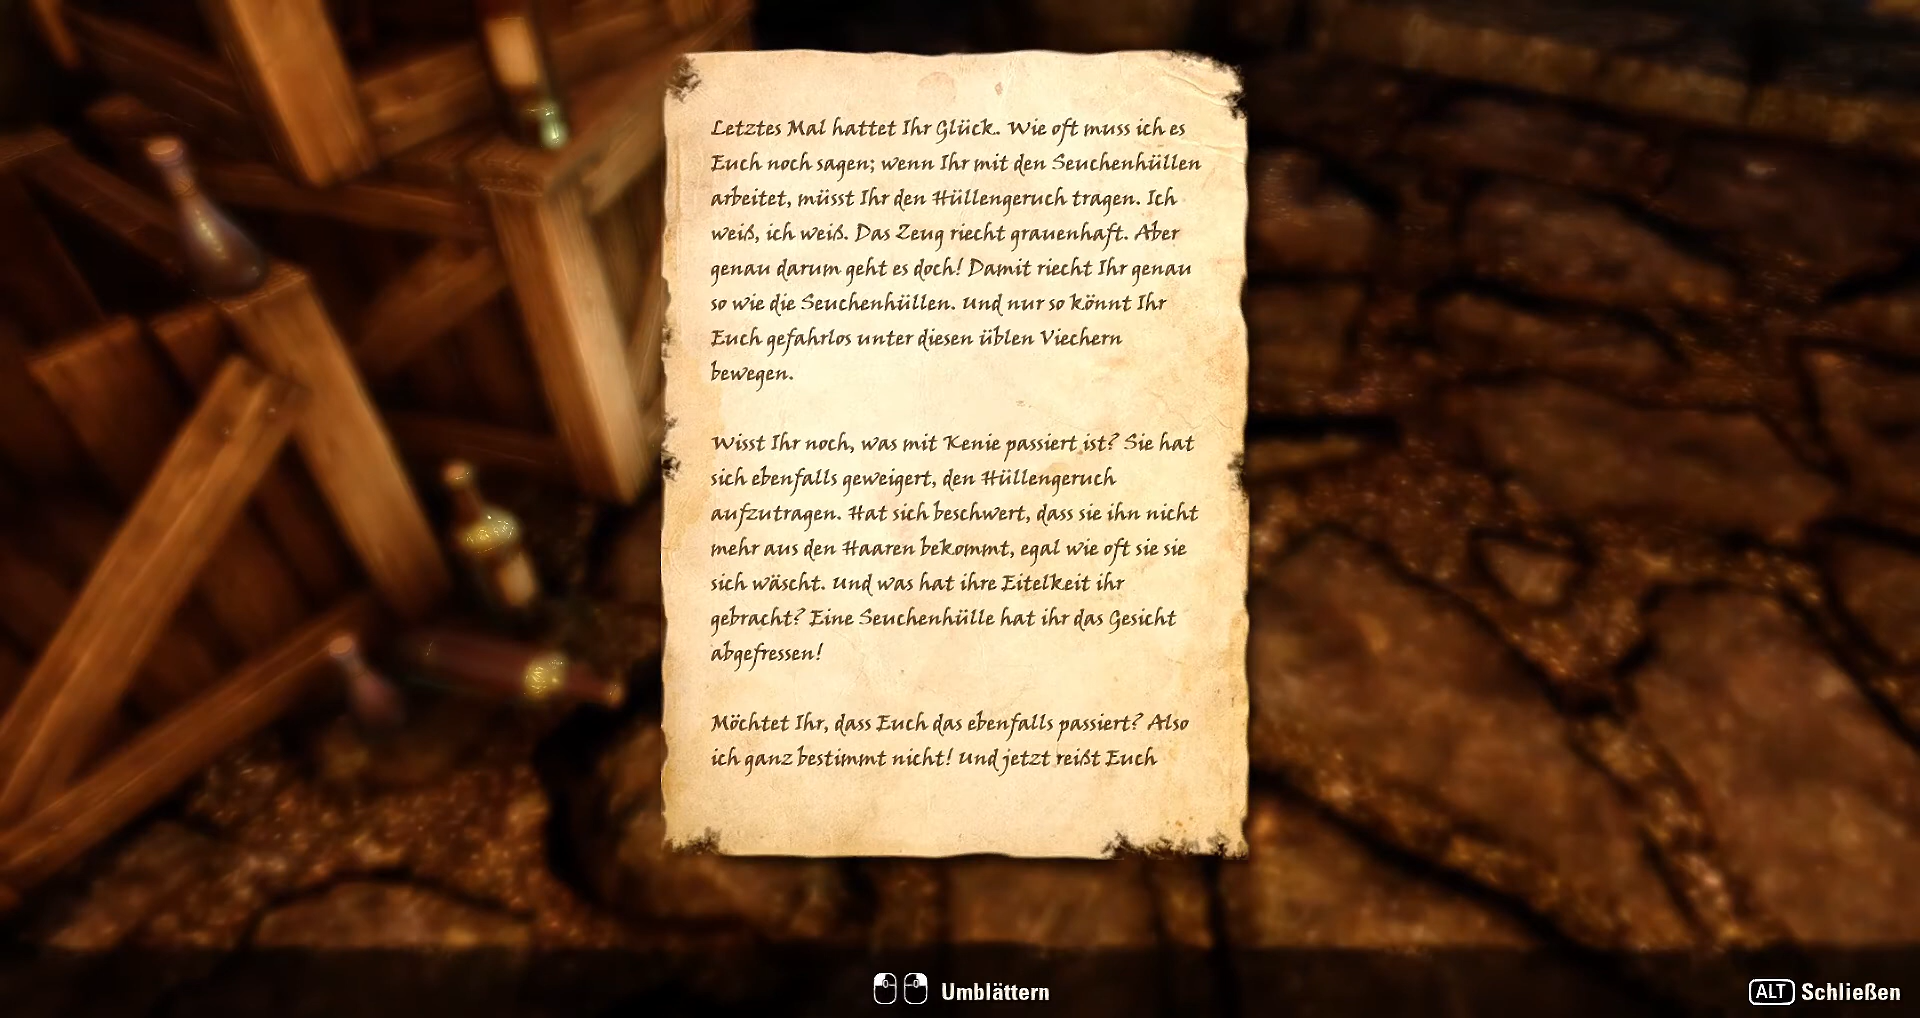 Letztes Mal hattet Ihr Glück. Wie oft muss ich es
Euch noch sagen; wenn Ihr mit den Seuchenhüllen
arbeitet, müsst Ihr den Hüllengeruch tragen. Ich
weiß, ich weiß. Das Zeug riecht grauenhaft. Aber
genau darum geht es doch! Damit riecht Ihr genau
so wie die Seuchenhüllen. Und nur so könnt Ihr
Euch gefahrlos unter diesen üblen Viechern
bewegen.
Wisst Ihr noch, was mit Kenie passiert ist? Sie hat
sich ebenfalls geweigert, den Hüllengeruch
aufzutragen. Hat sich beschwert, dass sie ihn nicht
mehr aus den Haaren bekommt, egal wie oft sie sie
sich wäscht. Und was hat ihre Eitelkeit ihr
gebracht? Eine Seuchenhülle hat ihr das Gesicht
abgefressen!
Möchtet Ihr, dass Euch das ebenfalls passiert? Also
ich ganz bestimmt nicht! Und jetzt reißt Euch
Umblättern
ALT Schließen